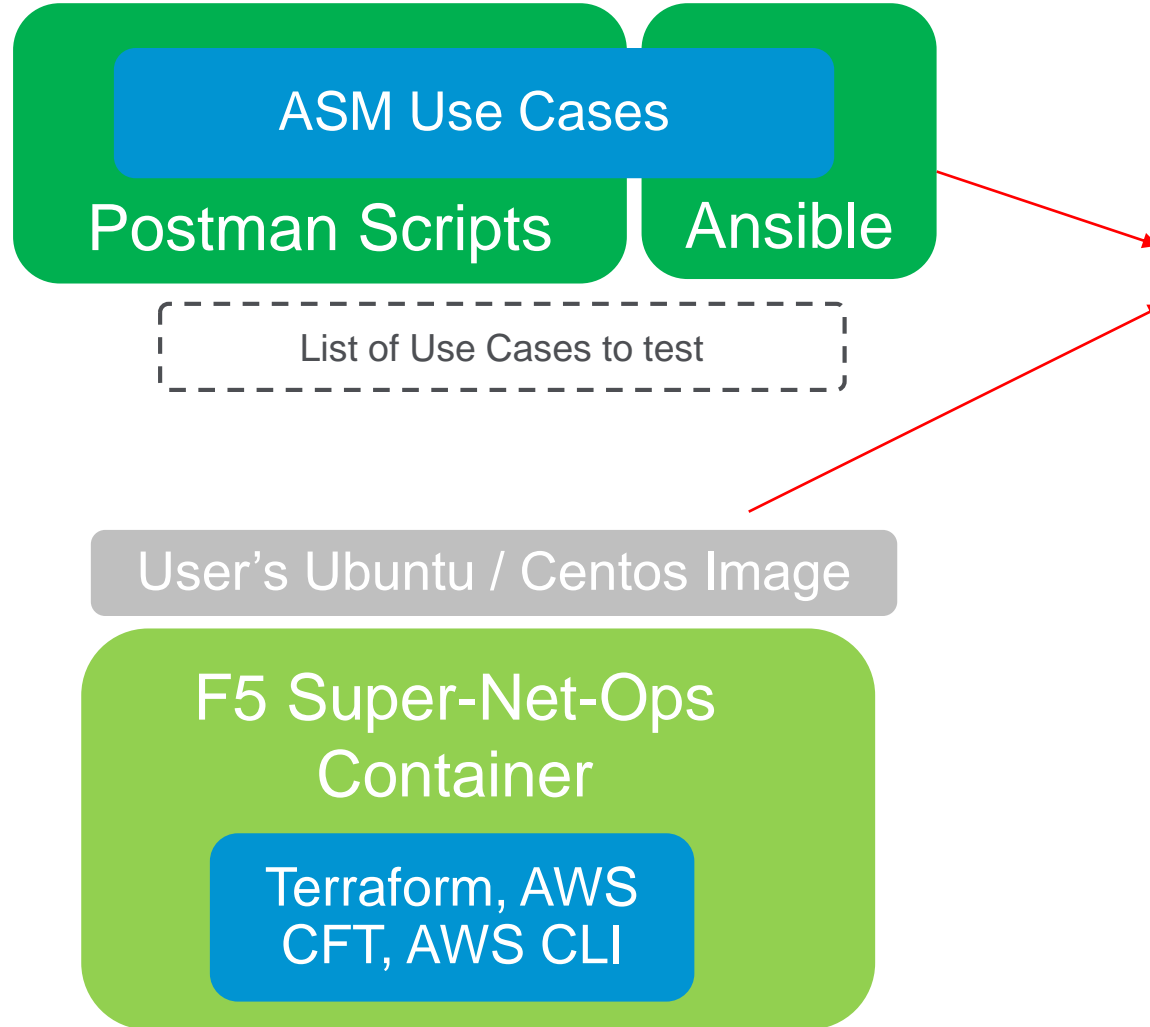 ASM Use Cases
Postman Scripts
Ansible
List of Use Cases to test
User’s Ubuntu / Centos Image
F5 Super-Net-Ops
Container
Terraform, AWS
CFT, AWS CLI